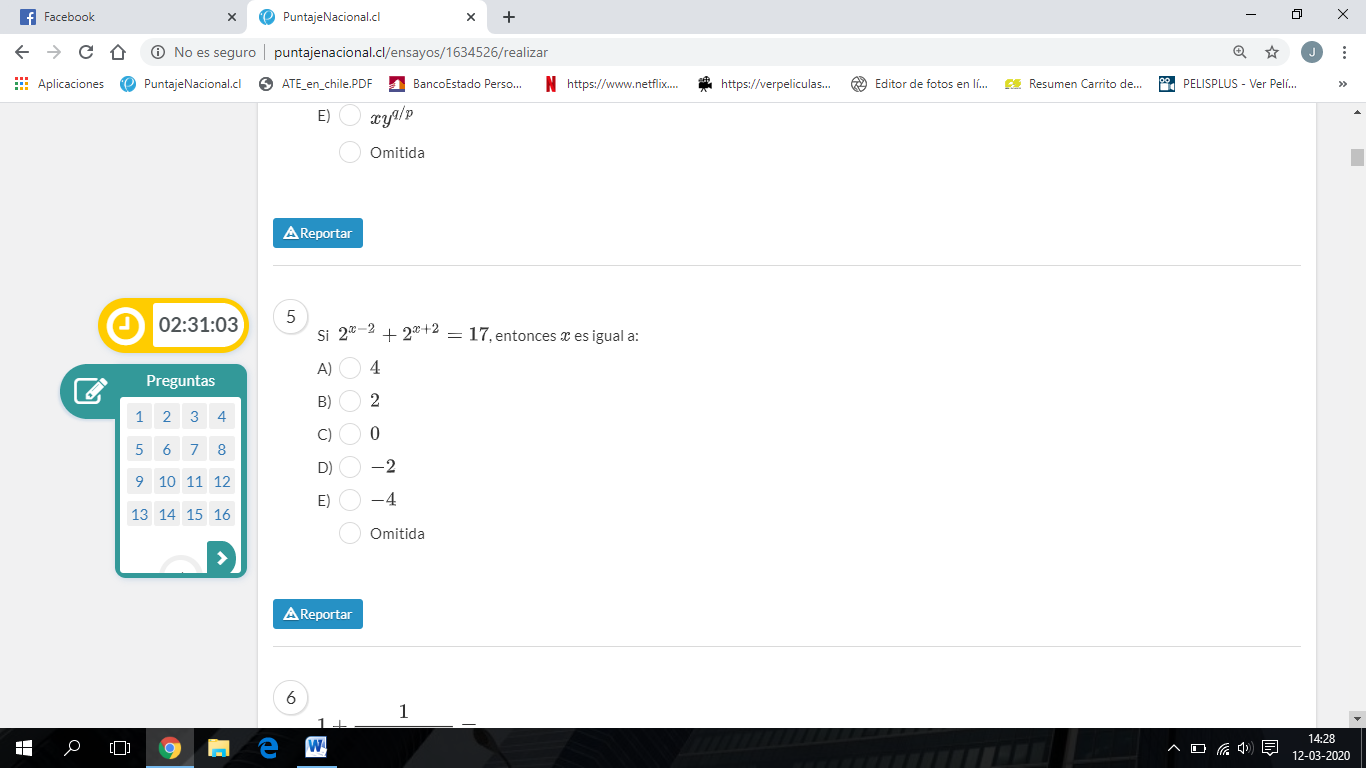 Facebook
PuntajeNacional.cl
No es seguro | puntajenacional.cl/ensayos/1634526/realizar
J
Aplicaciones
PuntajeNacional.cl
ATE_en_chile.PDF
BancoEstado Perso...
https://www.netflix....
https://verpeliculas...
Editor de fotos en lí...
Resumen Carrito de...
PELISPLUS - Ver Pelí...
»
E) xy^{q/p}
Omitida
Reportar
02:31:03
Preguntas
1 2 3 4
5 6 7 8
9 10 11 12
13 14 15 16
5
Si 2^{x−2} + 2^{x+2} = 17, entonces x es igual a:
A) 4
B) 2
C) 0
D) −2
E) −4
Omitida
Reportar
6
1 + 1
14:28
12-03-2020